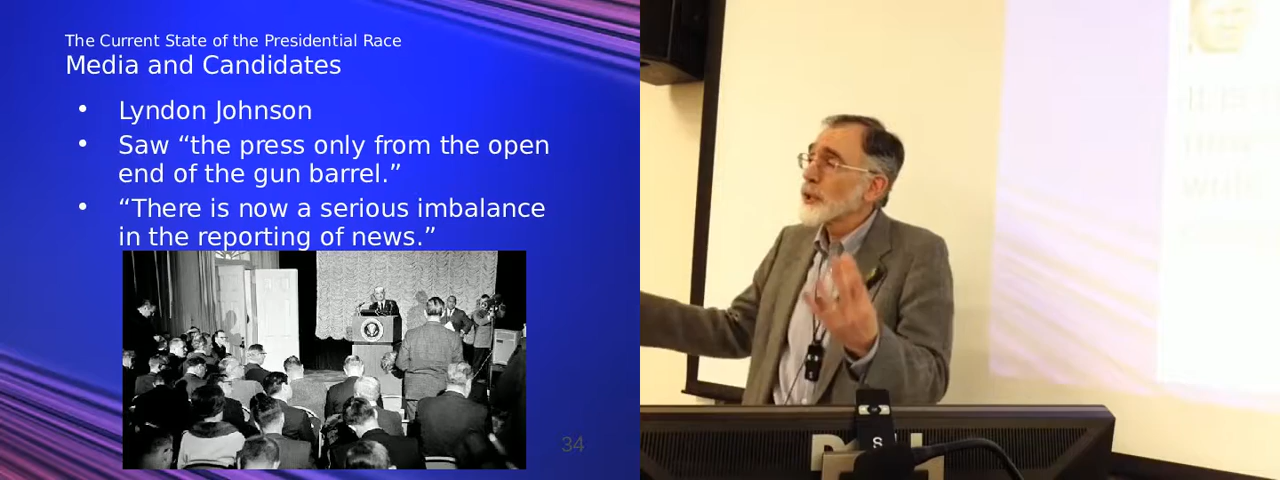 The Current State of the Presidential Race
Media and Candidates
• Lyndon Johnson
• Saw “the press only from the open
end of the gun barrel.”
• “There is now a serious imbalance
in the reporting of news.”
34
S